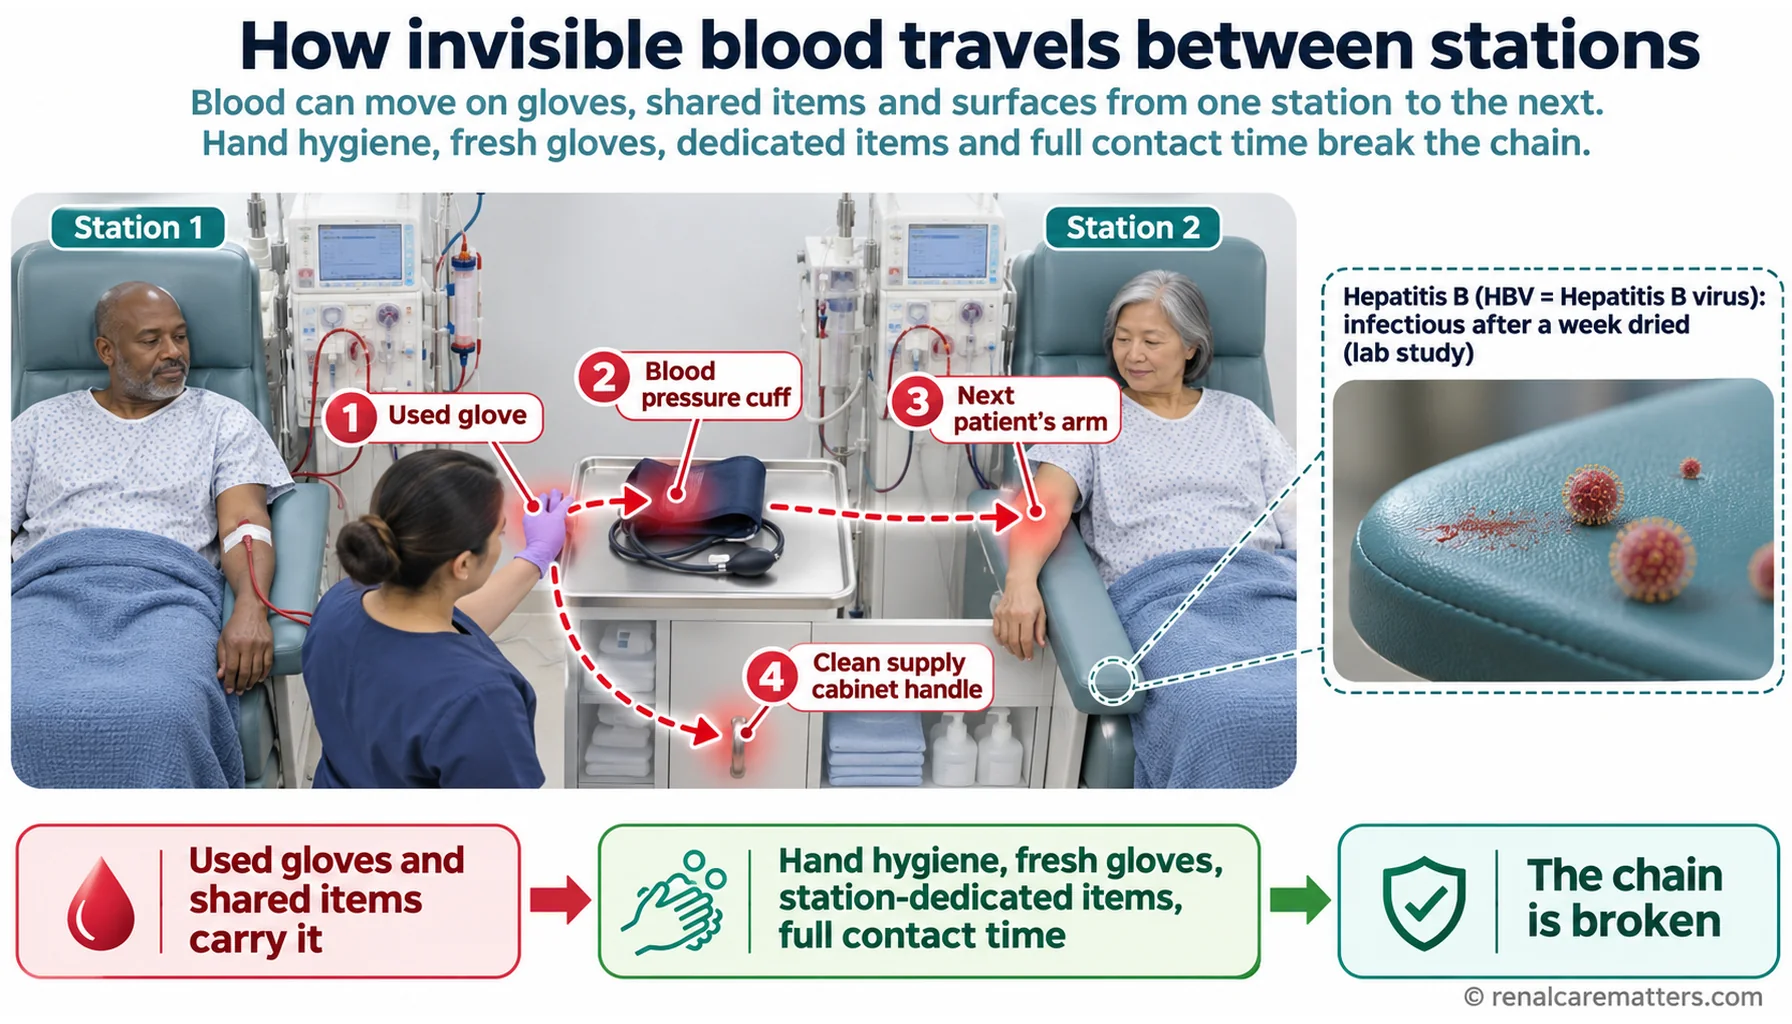 How invisible blood travels between stations
Blood can move on gloves, shared items and surfaces from one station to the next.
Hand hygiene, fresh gloves, dedicated items and full contact time break the chain.
Station 1
Station 2
1 Used glove
2 Blood
pressure cuff
3 Next
patient's arm
4 Clean supply
cabinet handle
Hepatitis B (HBV = Hepatitis B virus):
infectious after a week dried
(lab study)
Used gloves and
shared items
carry it
Hand hygiene, fresh gloves,
station-dedicated items,
full contact time
The chain
is broken
© renalcarematters.com